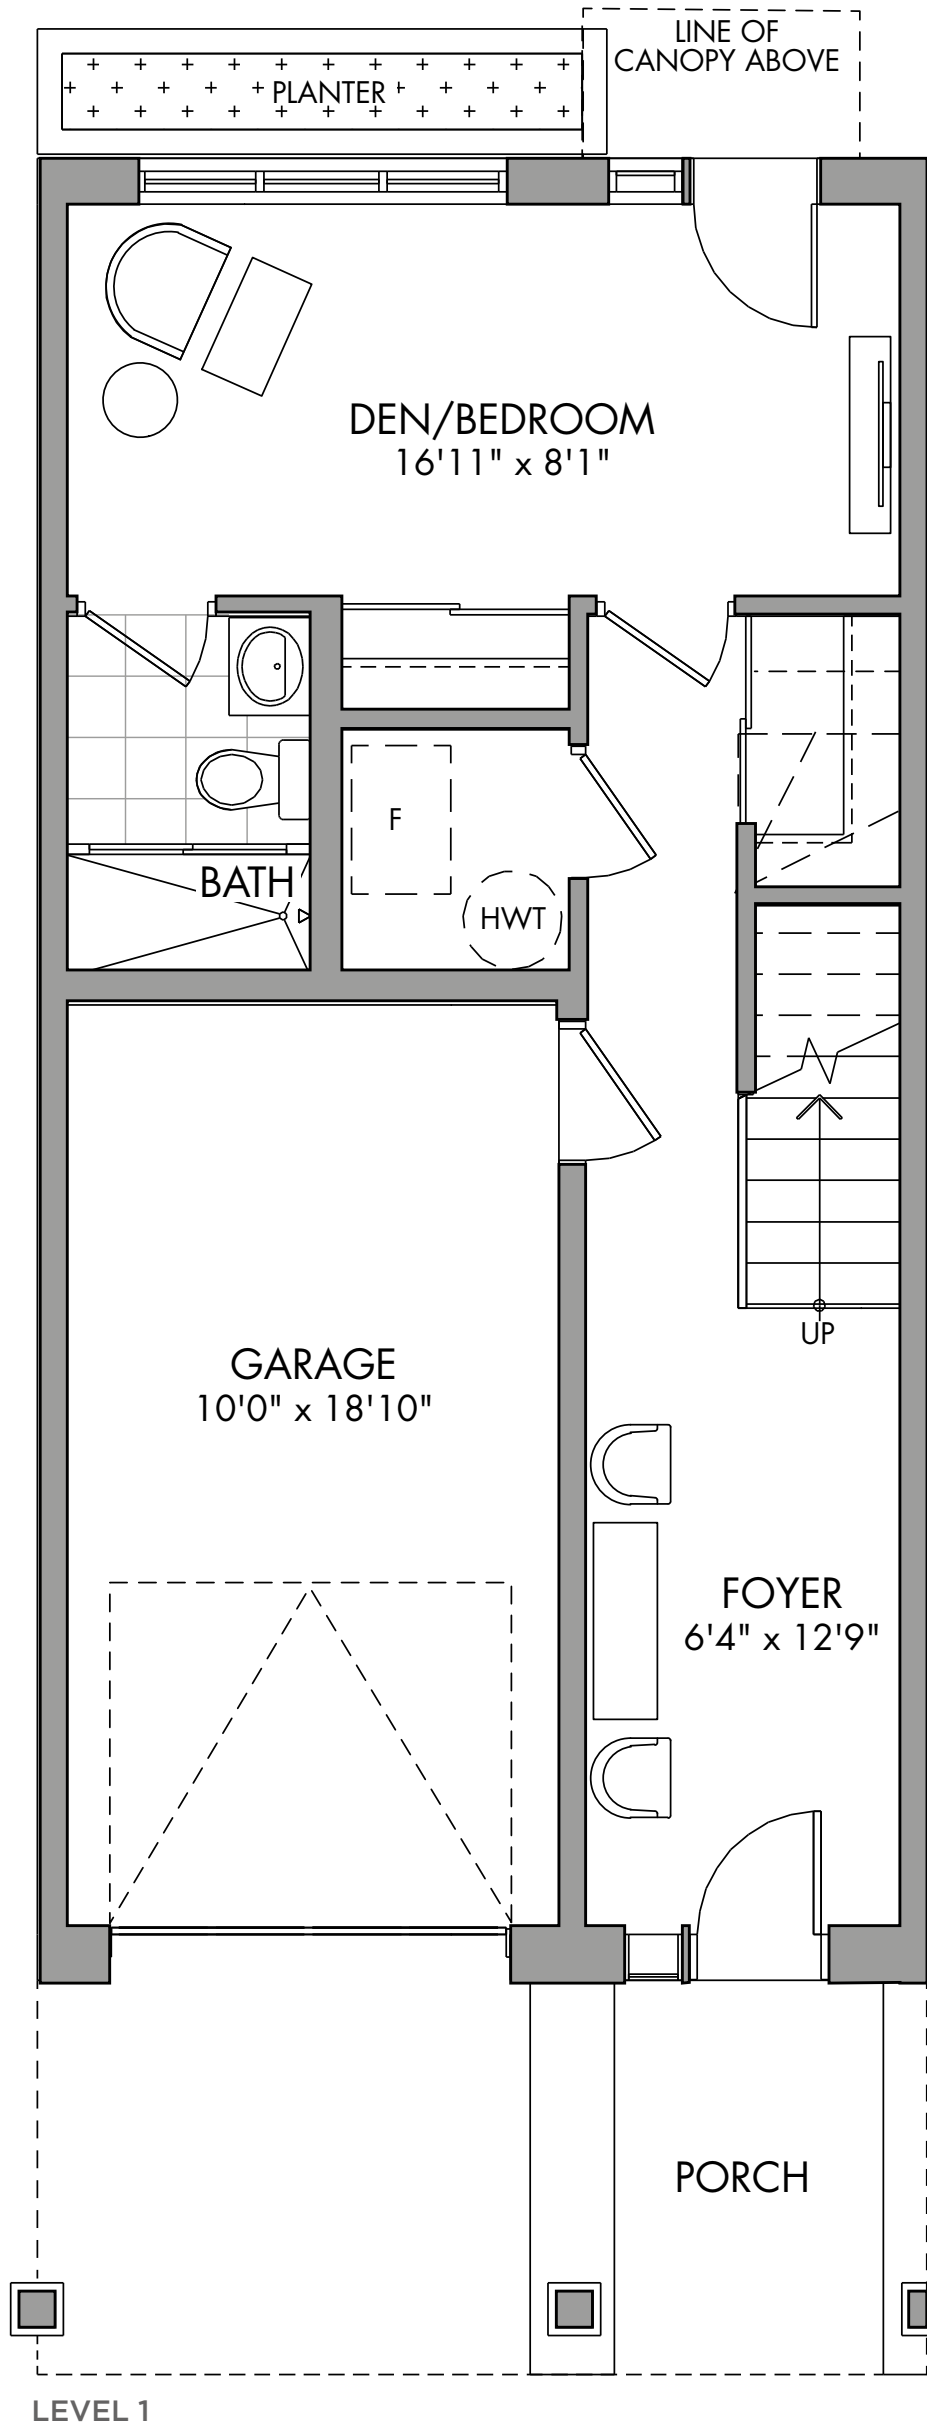 LINE OF
CANOPY ABOVE
PLANTER
DEN/BEDROOM
16'11" x 8'1"
F
BATH
HWT
UP
GARAGE
10'0" x 18'10"
FOYER
6'4" x 12'9"
PORCH
LEVEL 1